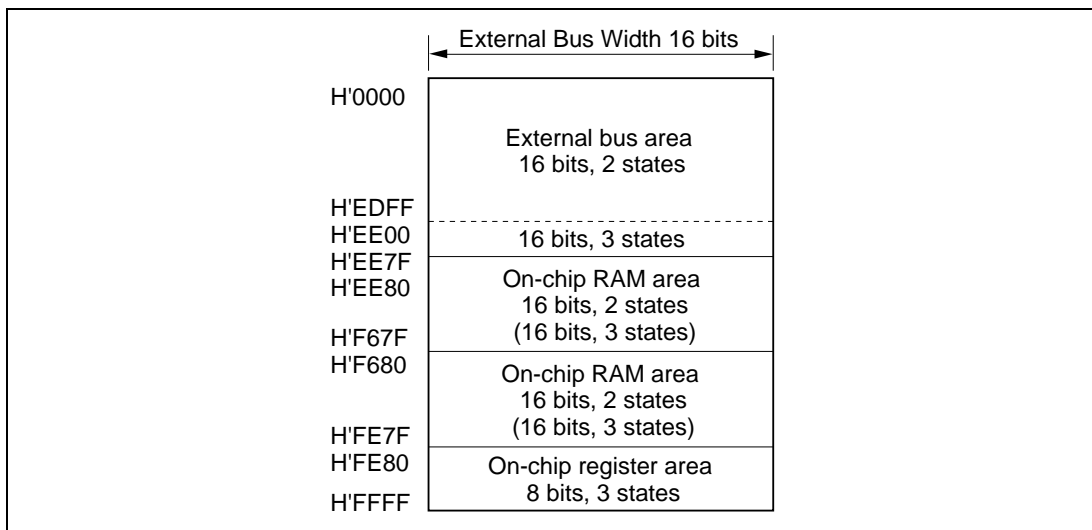 External Bus Width 16 bits
H'0000
External bus area
16 bits, 2 states
H'EDFF
H'EE00
16 bits, 3 states
H'EE7F
H'EE80
On-chip RAM area
16 bits, 2 states
(16 bits, 3 states)
H'F67F
H'F680
On-chip RAM area
16 bits, 2 states
(16 bits, 3 states)
H'FE7F
H'FE80
On-chip register area
8 bits, 3 states
H'FFFF